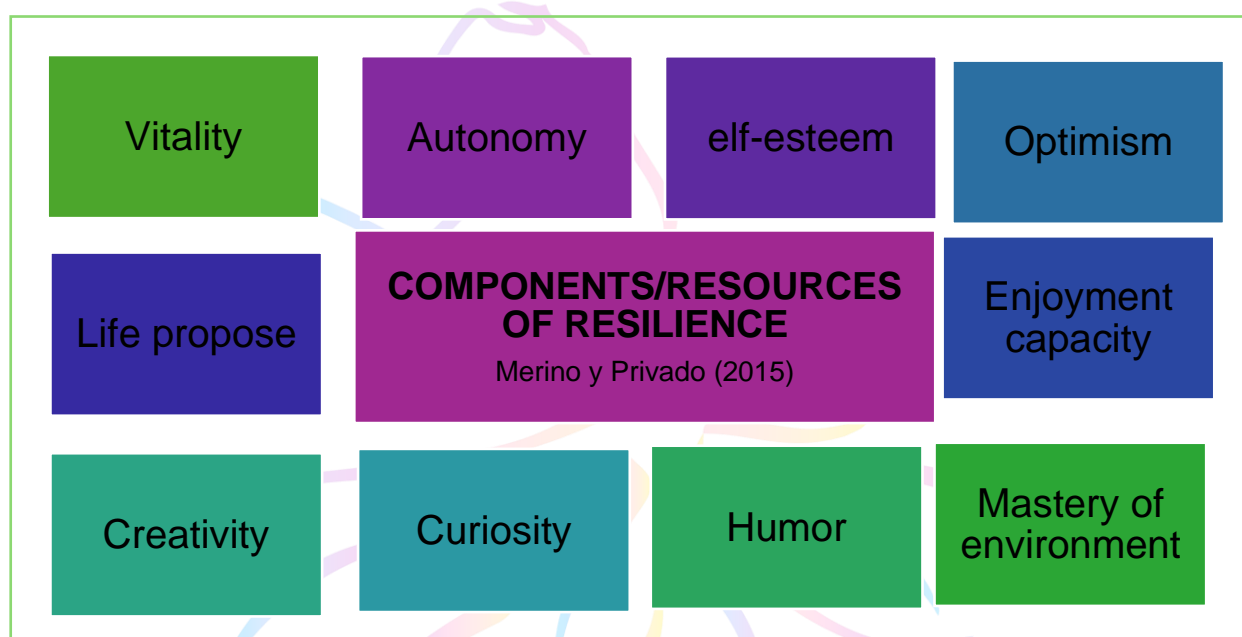 Vitality
Autonomy
elf-esteem
Optimism
Life propose
COMPONENTS/RESOURCES
OF RESILIENCE
Merino y Privado (2015)
Enjoyment
capacity
Creativity
Curiosity
Humor
Mastery of
environment